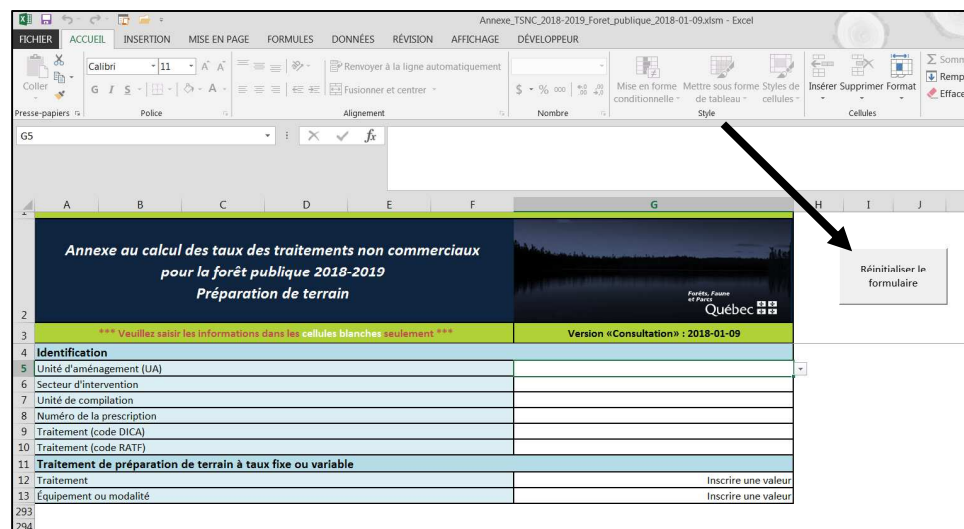 Annexe_TSNC_2018-2019_Foret_publique_2018-01-09.xlsm - Excel
FICHIER ACCUEIL INSERTION MISE EN PAGE FORMULES DONNÉES RÉVISION AFFICHAGE DÉVELOPPEUR
Calibri 11
Renvoyer à la ligne automatiquement
Σ Somm
Coller
G I S A
Fusionner et centrer
$ % 000
Mise en forme conditionnelle
Mettre sous forme de tableau
Styles de cellules
Insérer Supprimer Format
Remp
Efface
Presse-papiers Police Alignement Nombre Style Cellules
G5 fx
A B C D E F G H I J
1
Annexe au calcul des taux des traitements non commerciaux
pour la forêt publique 2018-2019
Préparation de terrain
Forêts, Faune
et Parcs
Québec
Réinitialiser le
formulaire
2
3 *** Veuillez saisir les informations dans les cellules blanches seulement *** Version «Consultation» : 2018-01-09
4 Identification
5 Unité d'aménagement (UA)
6 Secteur d'intervention
7 Unité de compilation
8 Numéro de la prescription
9 Traitement (code DICA)
10 Traitement (code RATF)
11 Traitement de préparation de terrain à taux fixe ou variable
12 Traitement Inscrire une valeur
13 Équipement ou modalité Inscrire une valeur
293
294